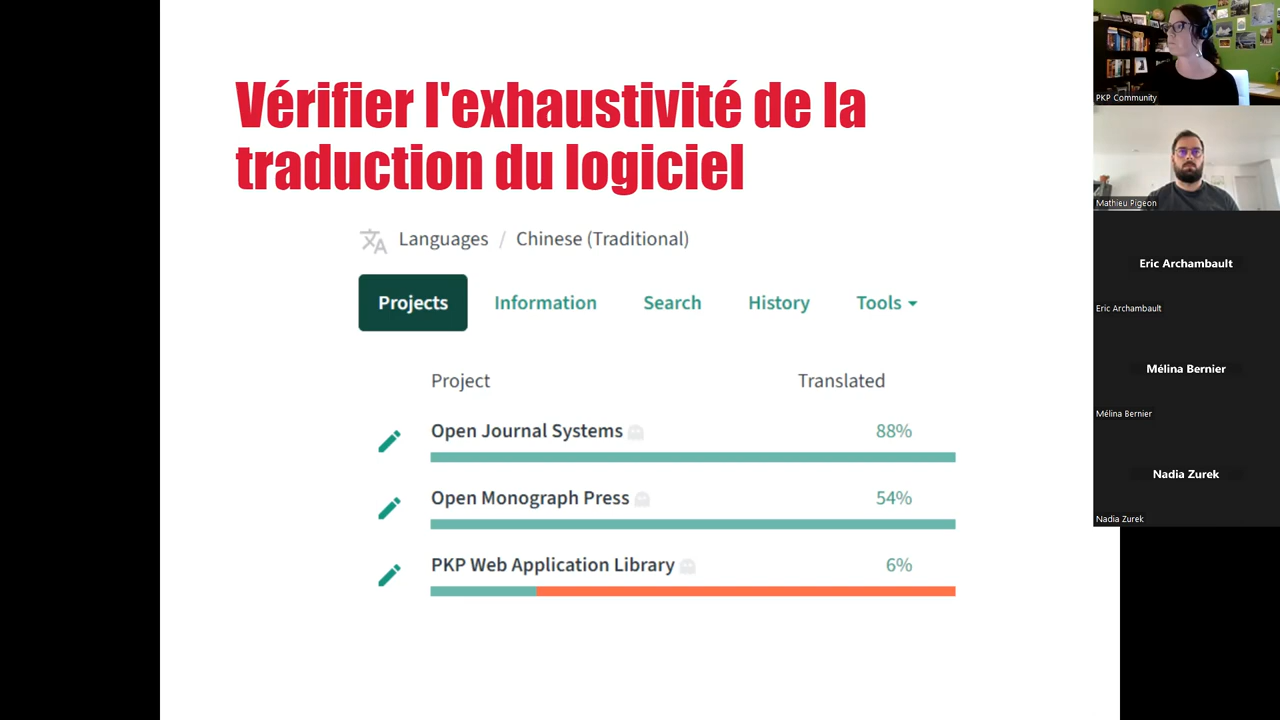 Vérifier l'exhaustivité de la
traduction du logiciel
Languages / Chinese (Traditional)
Projects Information Search History Tools
Project Translated
Open Journal Systems 88%
Open Monograph Press 54%
PKP Web Application Library 6%
PKP Community
Mathieu Pigeon
Eric Archambault
Eric Archambault
Mélina Bernier
Mélina Bernier
Nadia Zurek
Nadia Zurek